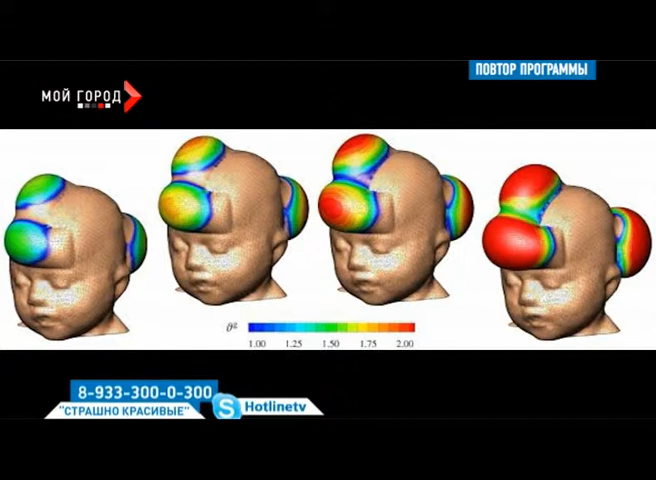 ПОВТОР ПРОГРАММЫ
МОЙ ГОРОД
1.00 1.25 1.50 1.75 2.00
8-933-300-0-300
"СТРАШНО КРАСИВЫЕ"
Hotlinetv